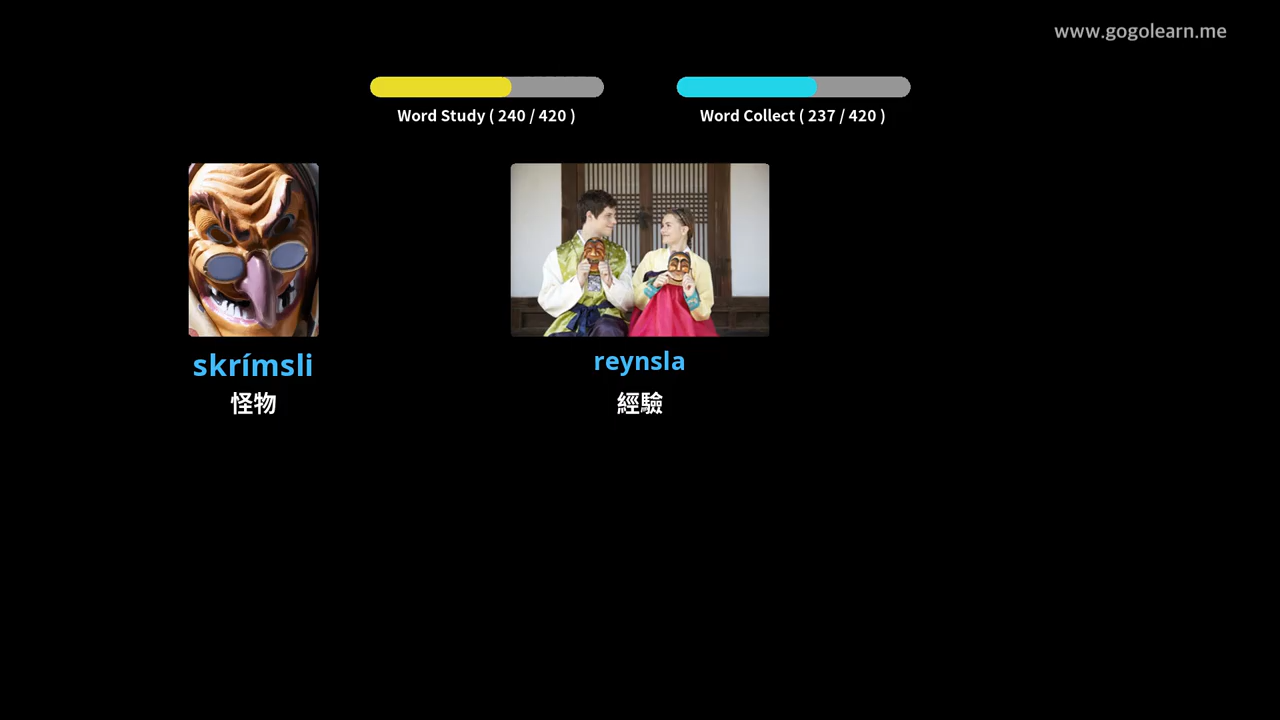 www.gogolearn.me
Word Study ( 240 / 420 )
Word Collect ( 237 / 420 )
skrímsli
怪物
reynsla
經驗